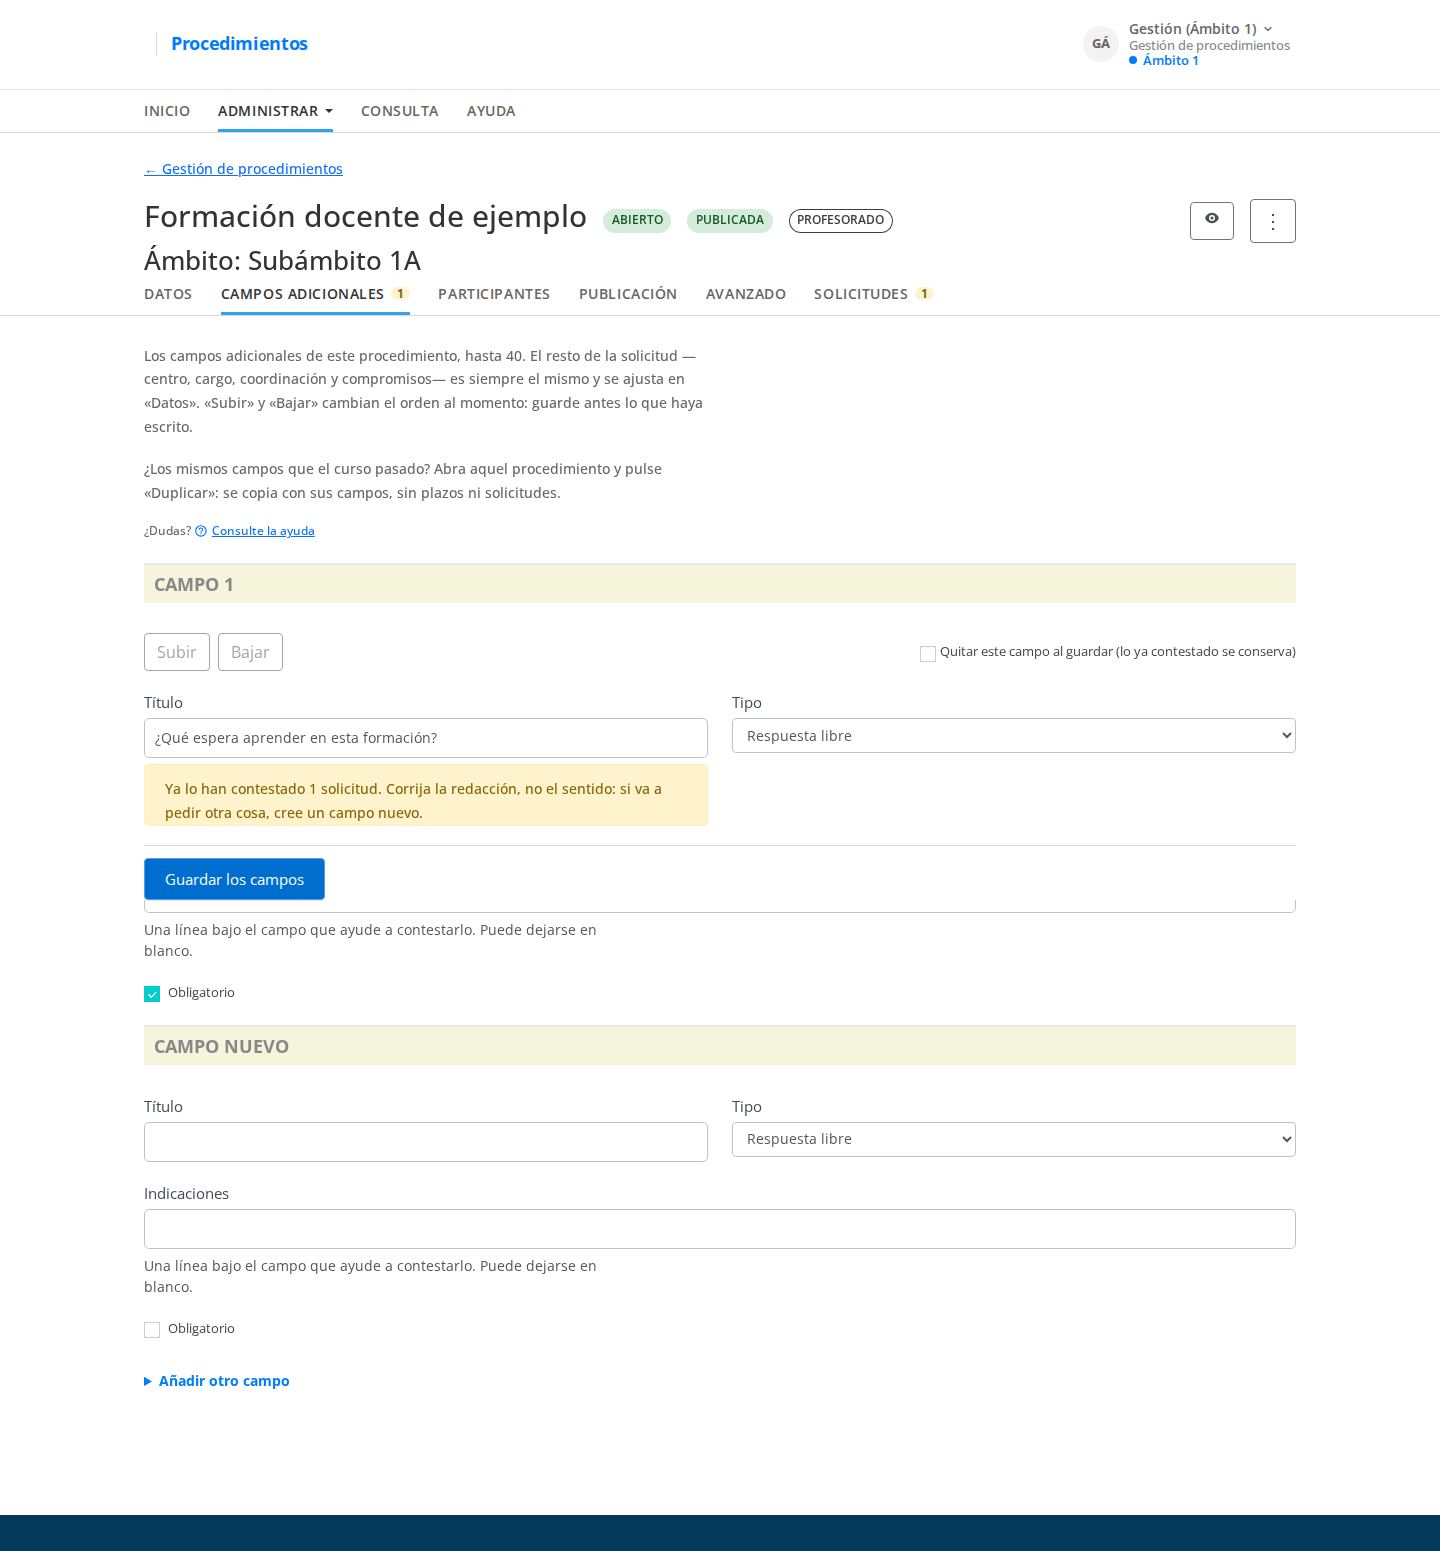 Procedimientos
GÁ
Gestión (Ámbito 1)
Gestión de procedimientos
Ámbito 1
INICIO
ADMINISTRAR
CONSULTA
AYUDA
← Gestión de procedimientos
Formación docente de ejemplo
ABIERTO
PUBLICADA
PROFESORADO
⋮
Ámbito: Subámbito 1A
DATOS
CAMPOS ADICIONALES 1
PARTICIPANTES
PUBLICACIÓN
AVANZADO
SOLICITUDES 1
Los campos adicionales de este procedimiento, hasta 40. El resto de la solicitud —
centro, cargo, coordinación y compromisos— es siempre el mismo y se ajusta en
«Datos». «Subir» y «Bajar» cambian el orden al momento: guarde antes lo que haya
escrito.
¿Los mismos campos que el curso pasado? Abra aquel procedimiento y pulse
«Duplicar»: se copia con sus campos, sin plazos ni solicitudes.
¿Dudas? Consulte la ayuda
CAMPO 1
Subir
Bajar
Quitar este campo al guardar (lo ya contestado se conserva)
Título
Tipo
¿Qué espera aprender en esta formación?
Respuesta libre
Ya lo han contestado 1 solicitud. Corrija la redacción, no el sentido: si va a
pedir otra cosa, cree un campo nuevo.
Guardar los campos
Una línea bajo el campo que ayude a contestarlo. Puede dejarse en
blanco.
Obligatorio
CAMPO NUEVO
Título
Tipo
Respuesta libre
Indicaciones
Una línea bajo el campo que ayude a contestarlo. Puede dejarse en
blanco.
Obligatorio
Añadir otro campo